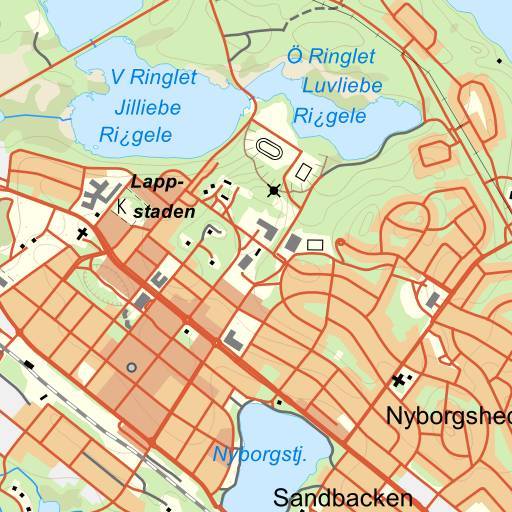 Ö Ringlet
Luvliebe
Ri¿gele
V Ringlet
Jilliebe
Ri¿gele
Lapp-
staden
Nyborgshed
Nyborgstj.
Sandbacken